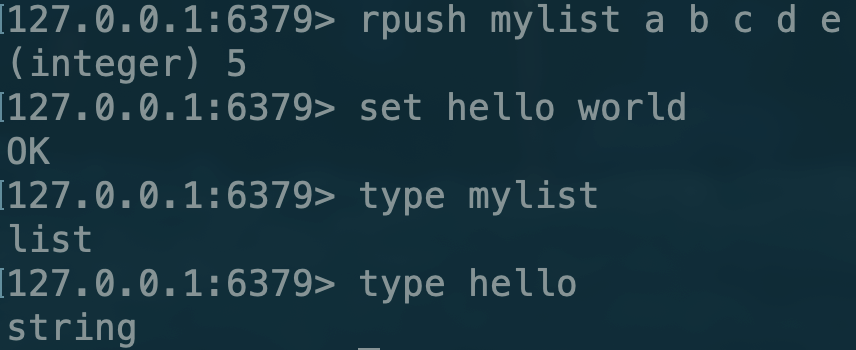 [127.0.0.1:6379> rpush mylist a b c d e
(integer) 5
[127.0.0.1:6379> set hello world
OK
[127.0.0.1:6379> type mylist
list
[127.0.0.1:6379> type hello
string